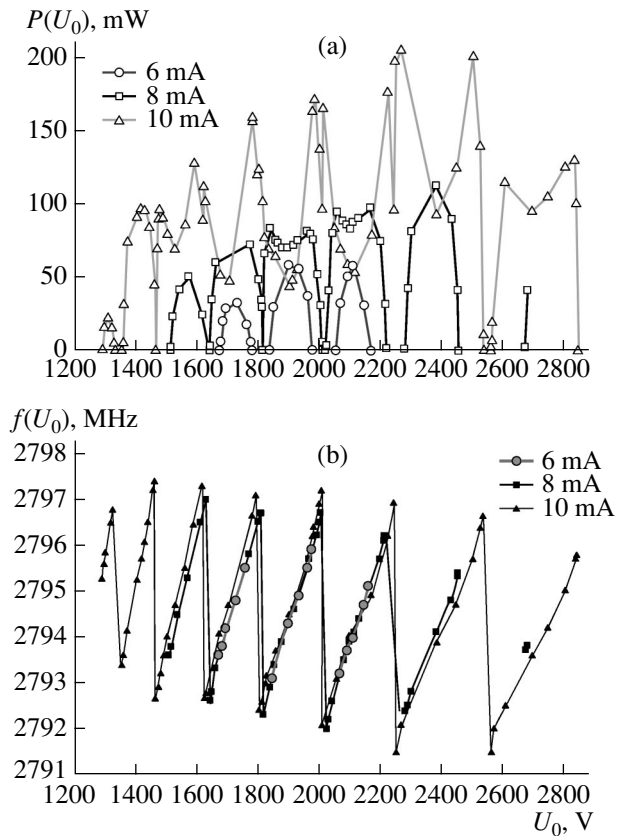 P(U₀), mW
(a)
200
150
100
50
0
6 mA
8 mA
10 mA
1200 1400 1600 1800 2000 2200 2400 2600 2800
f(U₀), MHz
(b)
2798
2797
2796
2795
2794
2793
2792
2791
6 mA
8 mA
10 mA
1200 1400 1600 1800 2000 2200 2400 2600 2800
U₀, V